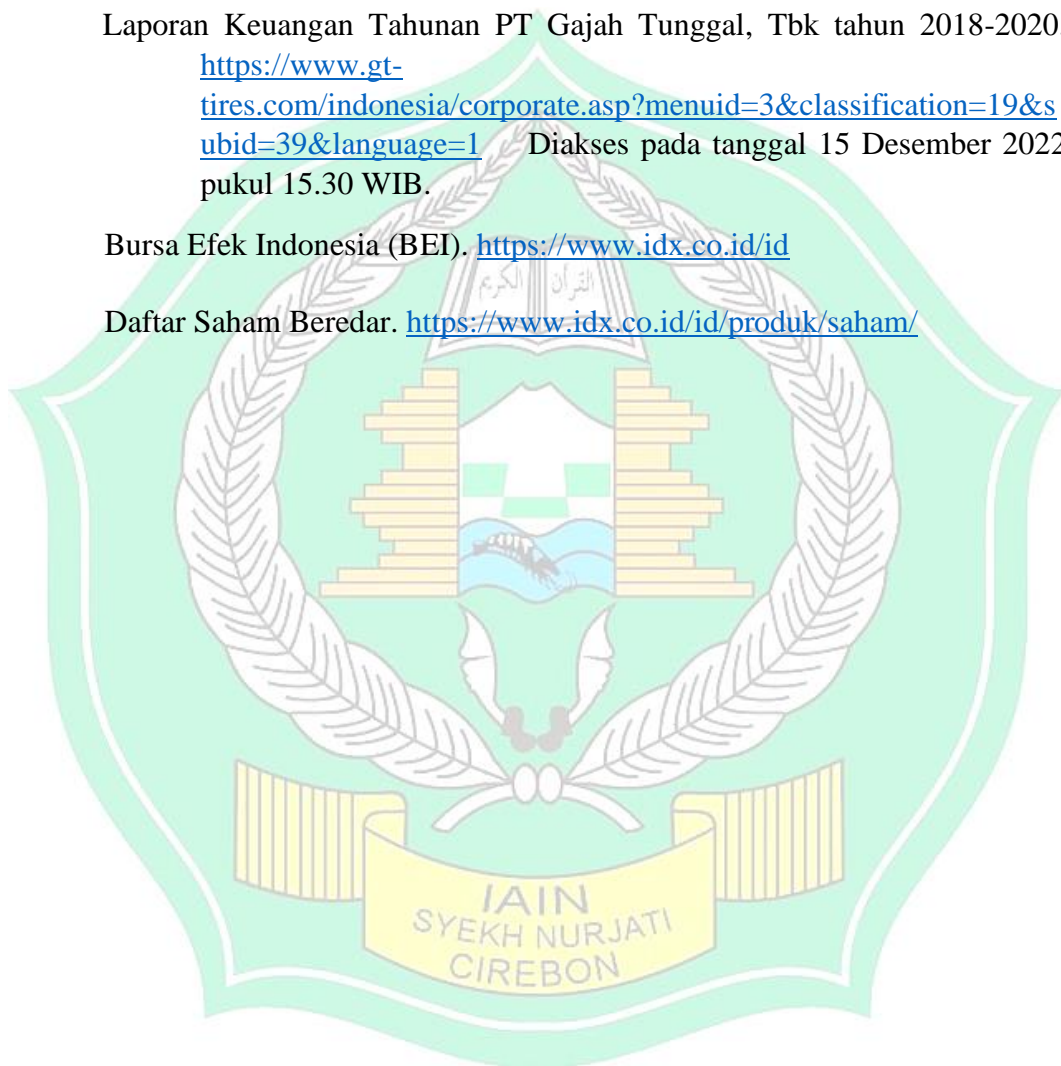 Laporan Keuangan Tahunan PT Gajah Tunggal, Tbk tahun 2018-2020
https://www.gt-
tires.com/indonesia/corporate.asp?menuid=3&classification=19&s
ubid=39&language=1 Diakses pada tanggal 15 Desember 2022
pukul 15.30 WIB.
Bursa Efek Indonesia (BEI). https://www.idx.co.id/id
القرآن الكريم
Daftar Saham Beredar. https://www.idx.co.id/id/produk/saham/
IAIN
SYEKH NURJATI
CIREBON